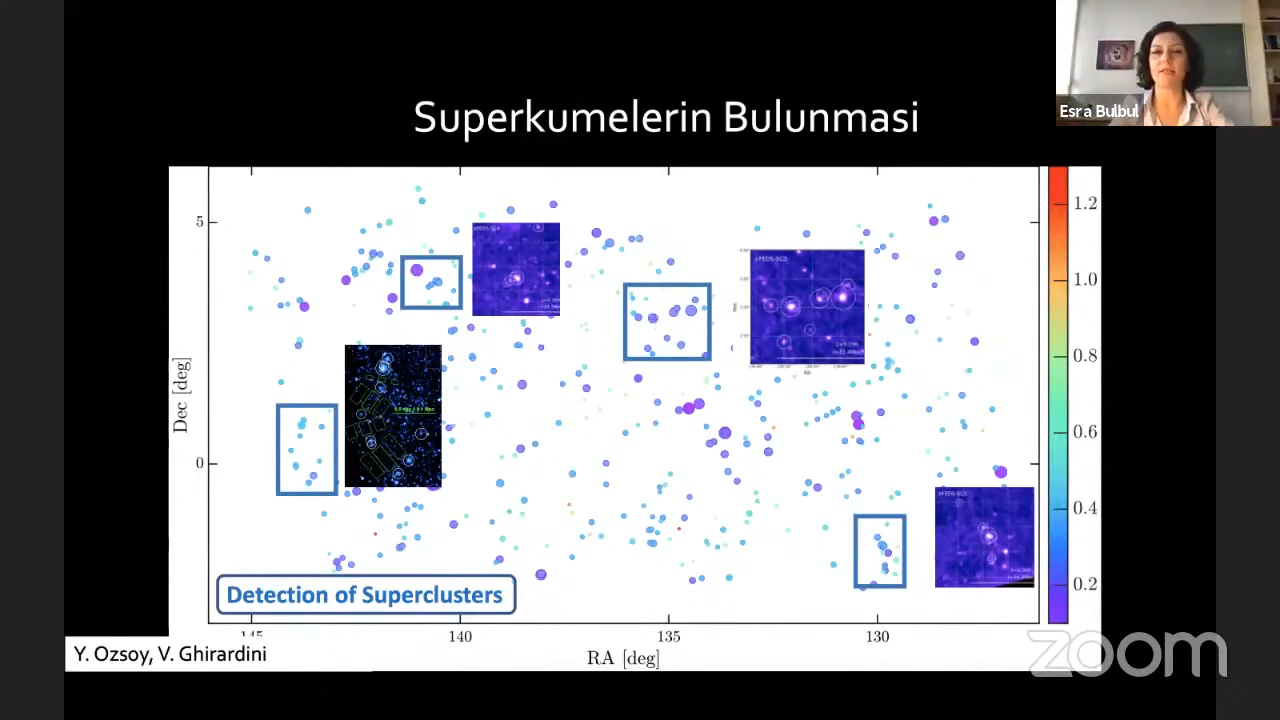 Esra Bulbul
Superkumelerin Bulunmasi
1.2
1.0
0.8
0.6
0.4
0.2
5
0
Dec [deg]
145
140
135
130
RA [deg]
Detection of Superclusters
Y. Ozsoy, V. Ghirardini
zoom